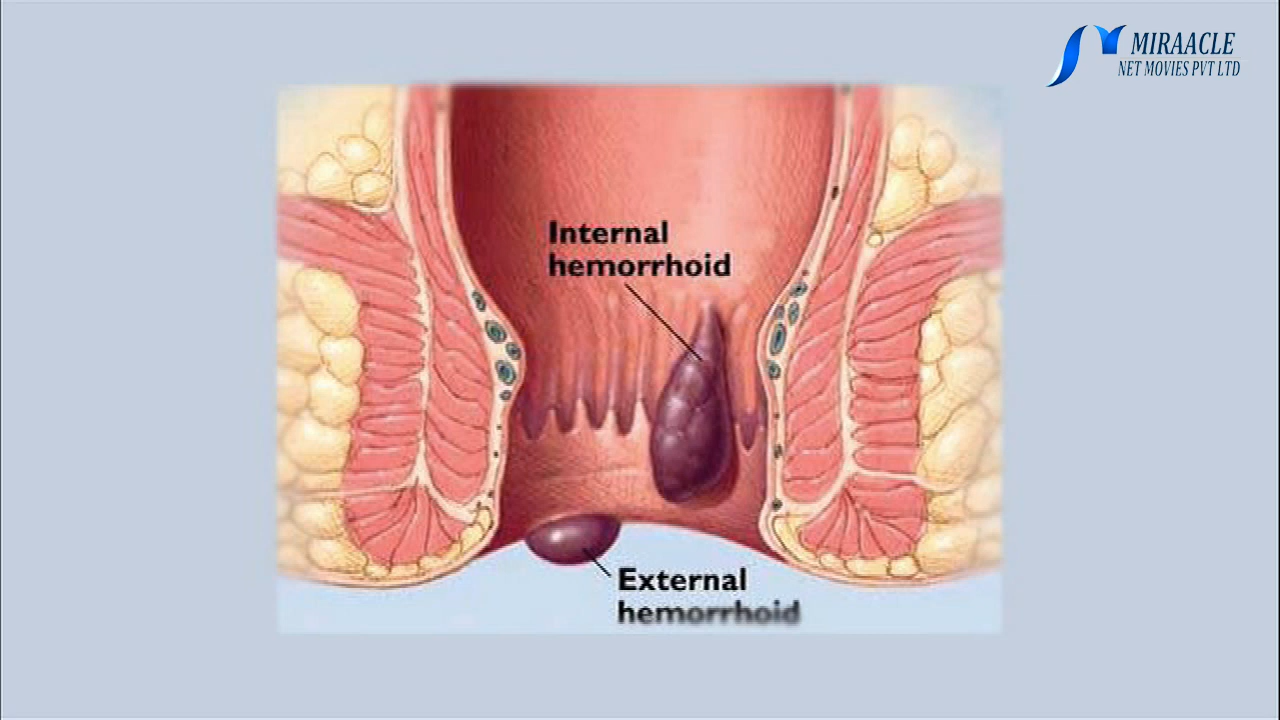 MIRAACLE
NET MOVIES PVT LTD
Internal
hemorrhoid
External
hemorrhoid